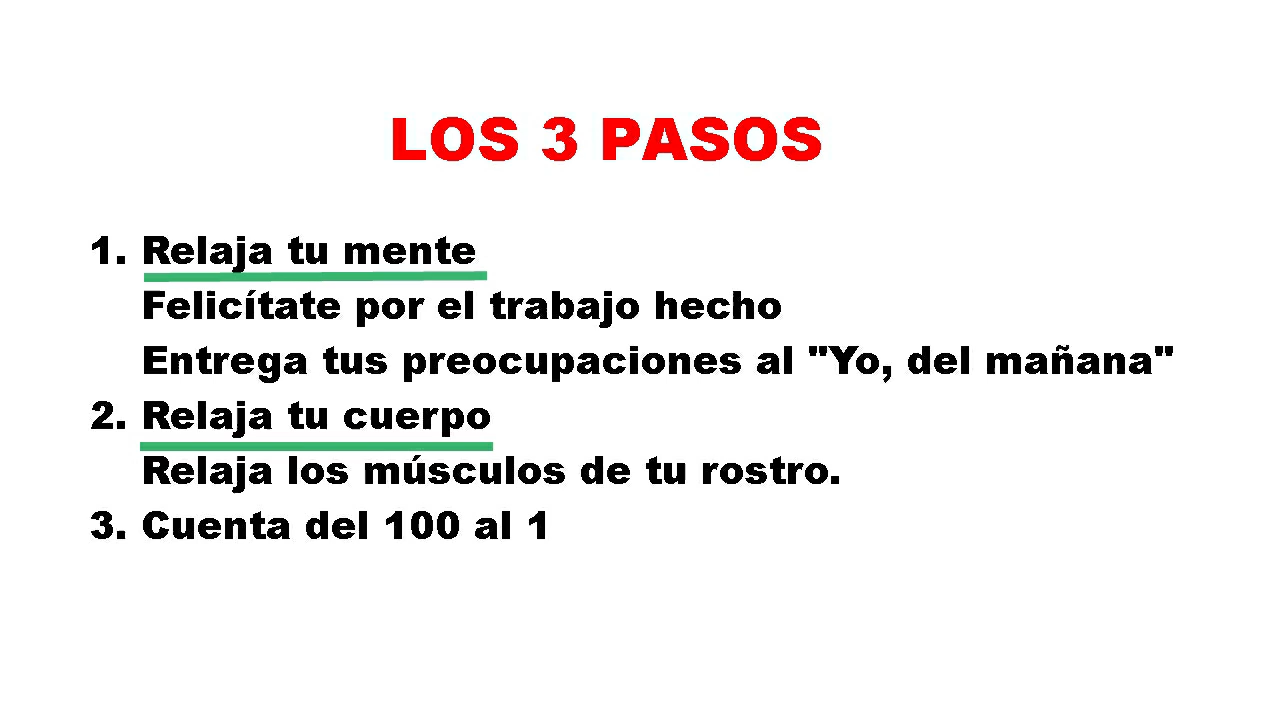 LOS 3 PASOS
1. Relaja tu mente
Felicítate por el trabajo hecho
Entrega tus preocupaciones al "Yo, del mañana"
2. Relaja tu cuerpo
Relaja los músculos de tu rostro.
3. Cuenta del 100 al 1